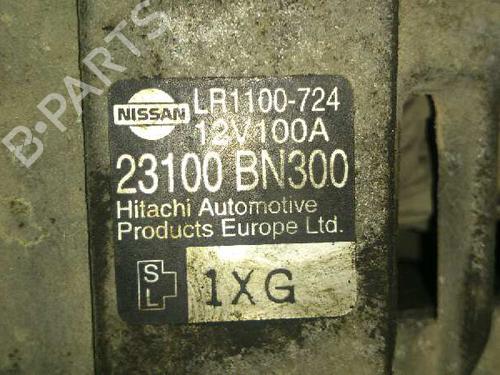 B-PARTS
NISSAN
LR1100-724
12V100A
23100 BN300
Hitachi Automotive
Products Europe Ltd.
S
L
1XG